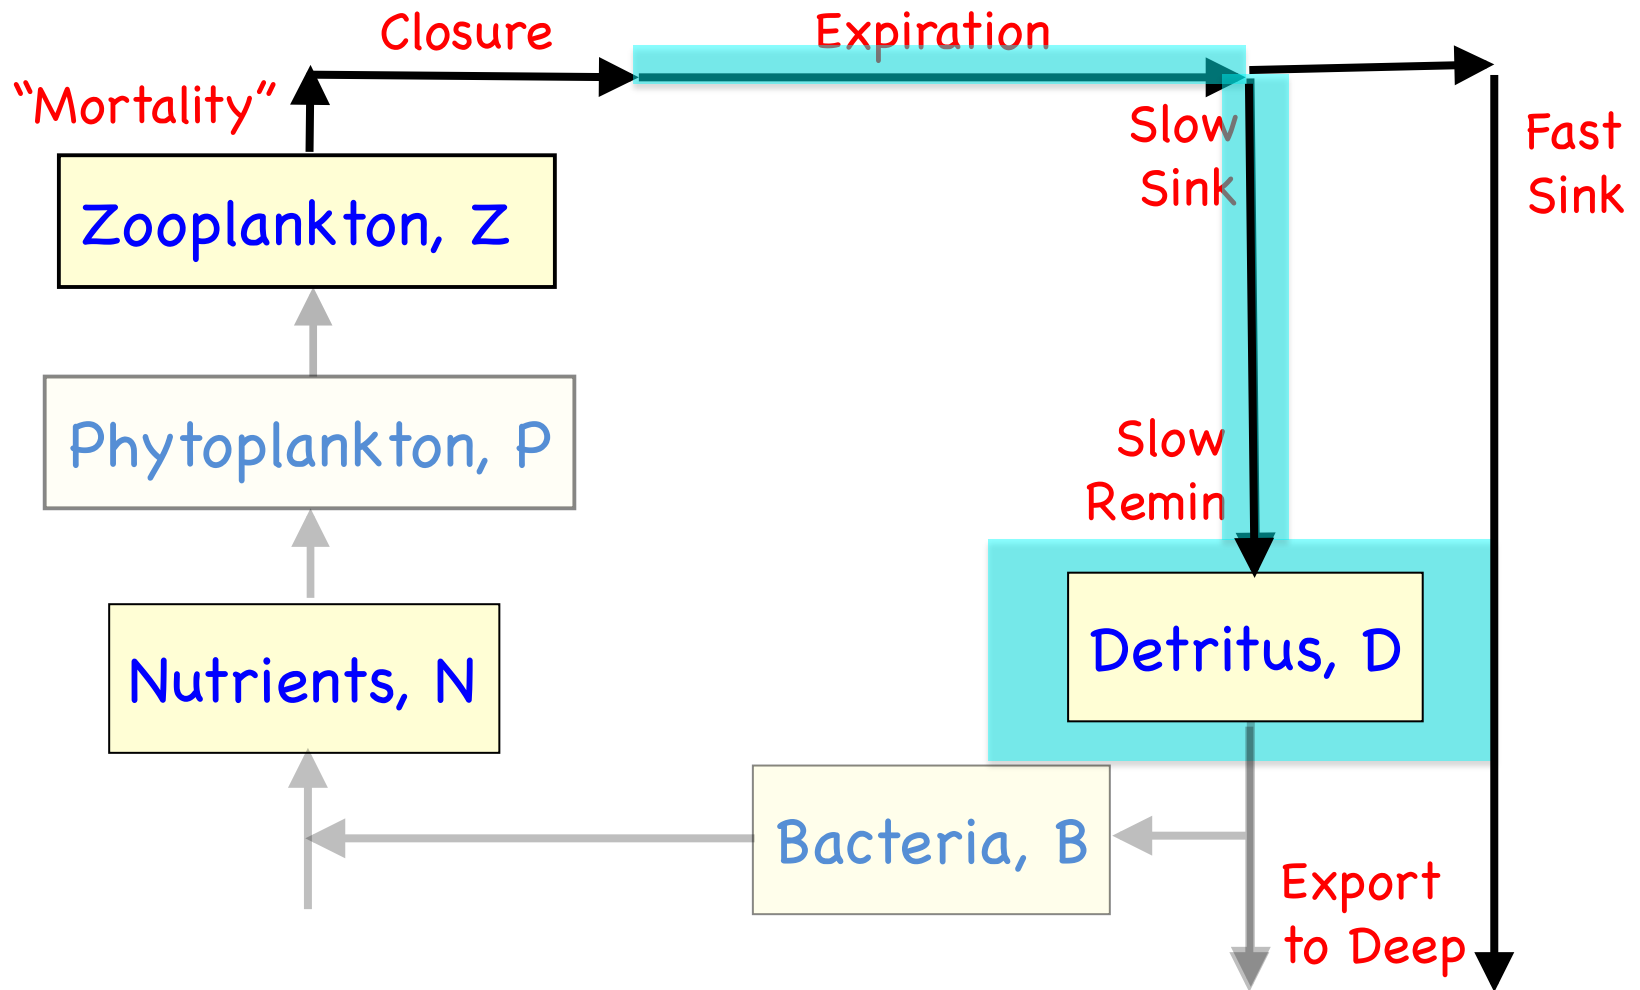 Closure
Expiration
“Mortality”
Slow
Sink
Fast
Sink
Zooplankton, Z
Phytoplankton, P
Slow
Remin
Nutrients, N
Detritus, D
Bacteria, B
Export
to Deep